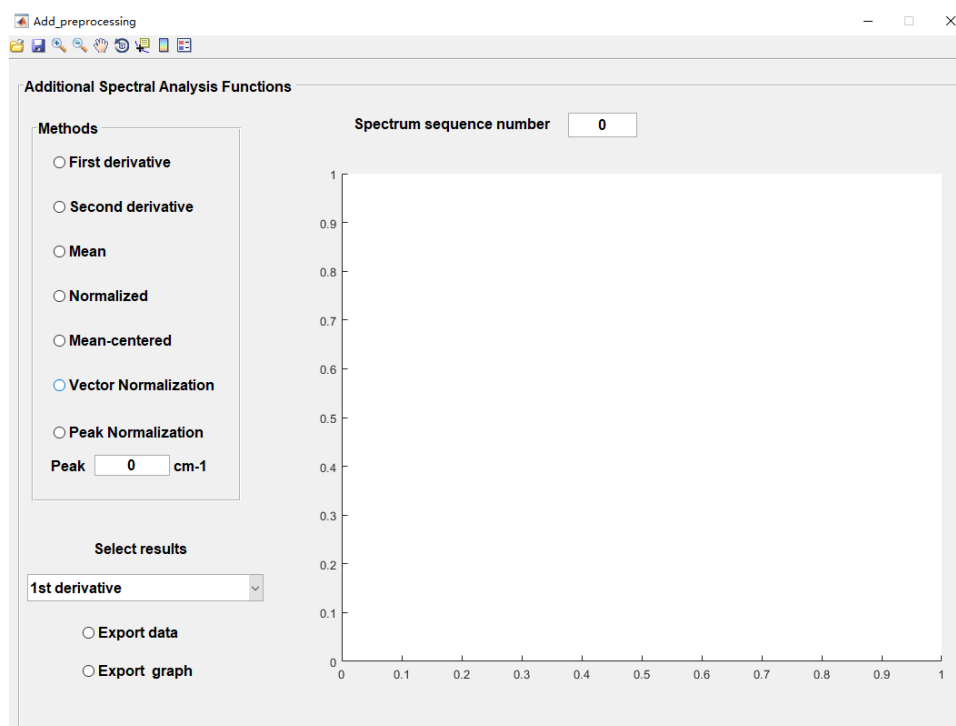 Add_preprocessing
Additional Spectral Analysis Functions
Methods
First derivative
Second derivative
Mean
Normalized
Mean-centered
Vector Normalization
Peak Normalization
Peak 0 cm-1
Select results
1st derivative
Export data
Export graph
Spectrum sequence number 0
1
0.9
0.8
0.7
0.6
0.5
0.4
0.3
0.2
0.1
0
0 0.1 0.2 0.3 0.4 0.5 0.6 0.7 0.8 0.9 1